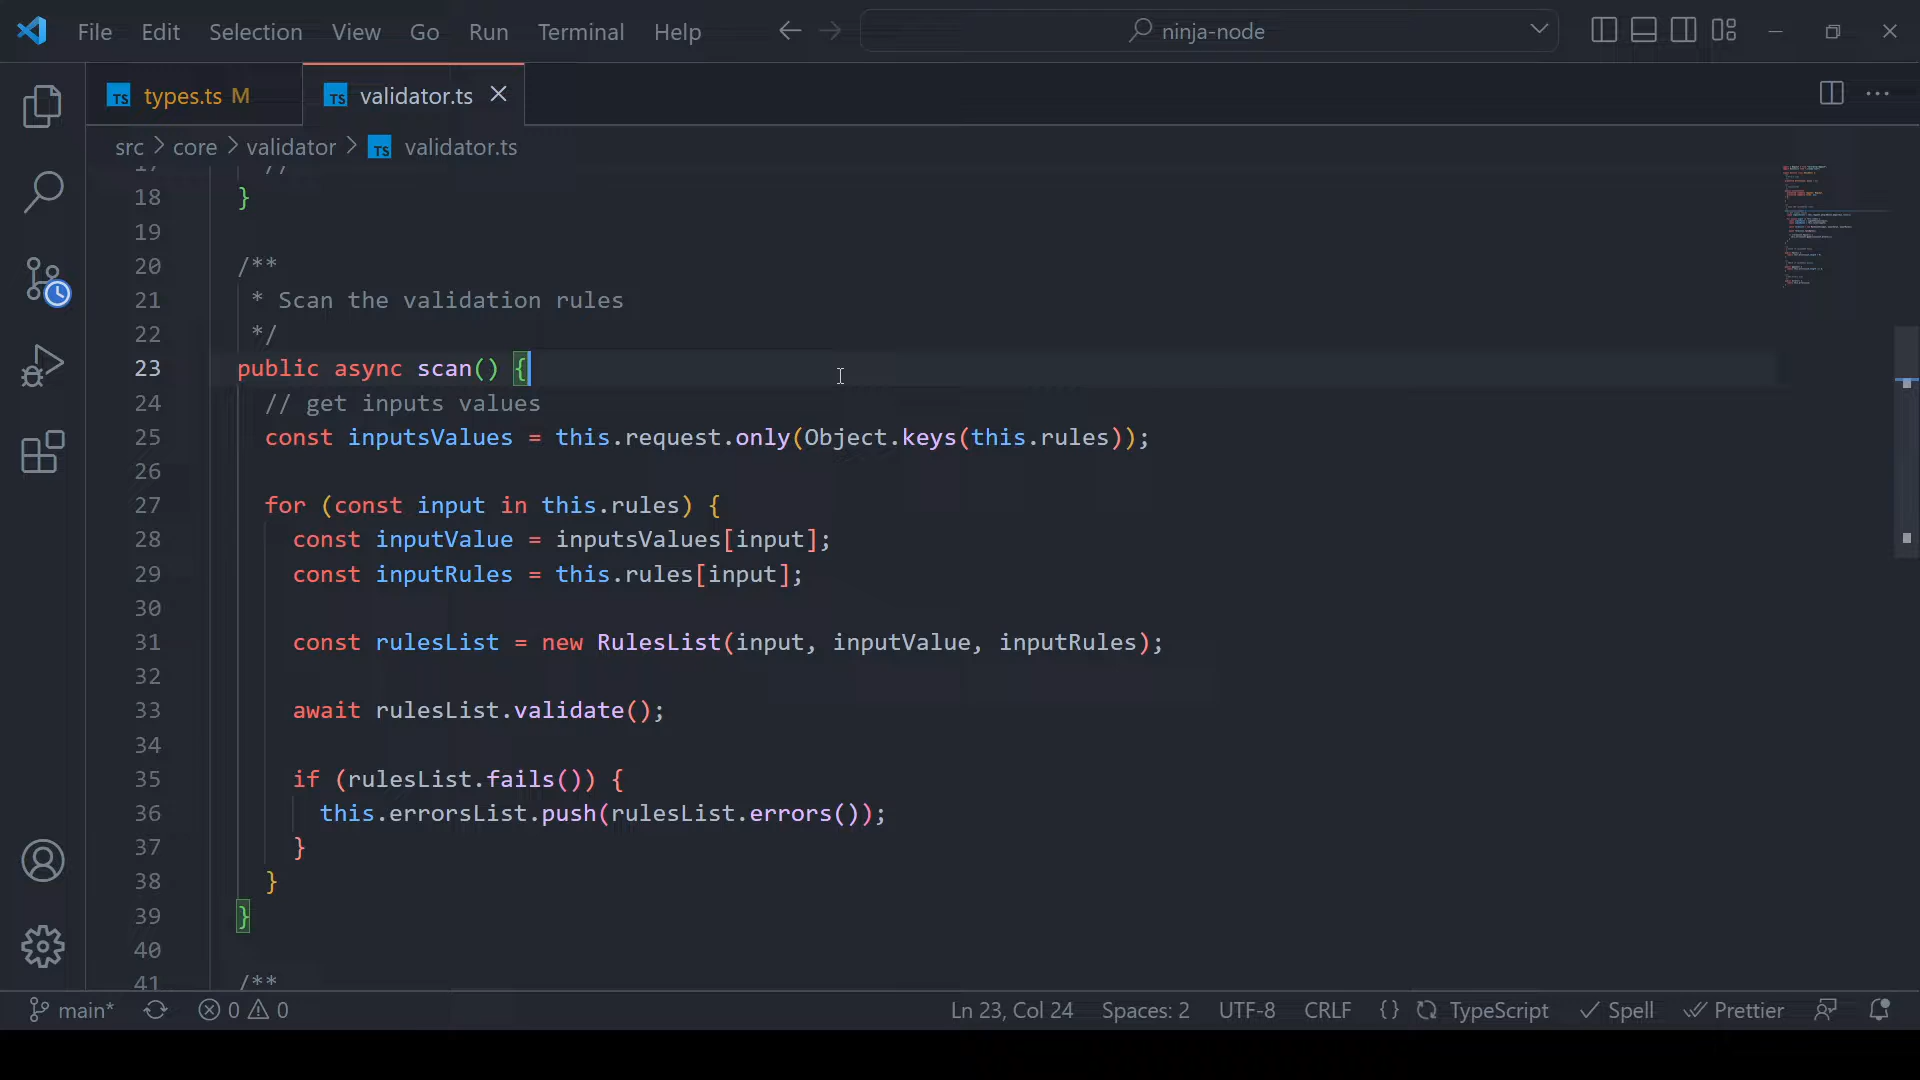 File Edit Selection View Go Run Terminal Help ninja-node
TS types.ts M TS validator.ts
src > core > validator > TS validator.ts
17 //
18 }
19
20 /**
21 * Scan the validation rules
22 */
23 public async scan() {
24 // get inputs values
25 const inputsValues = this.request.only(Object.keys(this.rules));
26
27 for (const input in this.rules) {
28 const inputValue = inputsValues[input];
29 const inputRules = this.rules[input];
30
31 const rulesList = new RulesList(input, inputValue, inputRules);
32
33 await rulesList.validate();
34
35 if (rulesList.fails()) {
36 this.errorsList.push(rulesList.errors());
37 }
38 }
39 }
40
41 /**
main* 0 0 Ln 23, Col 24 Spaces: 2 UTF-8 CRLF {} TypeScript Spell Prettier